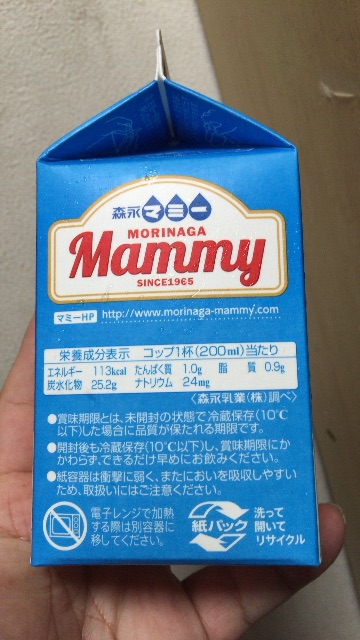 森永マミー
MORINAGA
Mammy
SINCE1965
マミーHP http://www.morinaga-mammy.com
栄養成分表示 コップ1杯(200ml)当たり
エネルギー 113kcal たんぱく質 1.0g 脂質 0.9g
炭水化物 25.2g ナトリウム 24mg
〈森永乳業(株)調べ〉
●賞味期限とは、未開封の状態で冷蔵保存(10℃
以下)した場合に品質が保たれる期限です。
●開封後も冷蔵保存(10℃以下)し、賞味期限にか
かわらず、できるだけ早めにお飲みください。
●紙容器は衝撃に弱く、またにおいを吸収しやすい
ため、取扱いにはご注意ください。
電子レンジで加熱
する際は別容器に
移してください。
紙パック
洗って
開いて
リサイクル